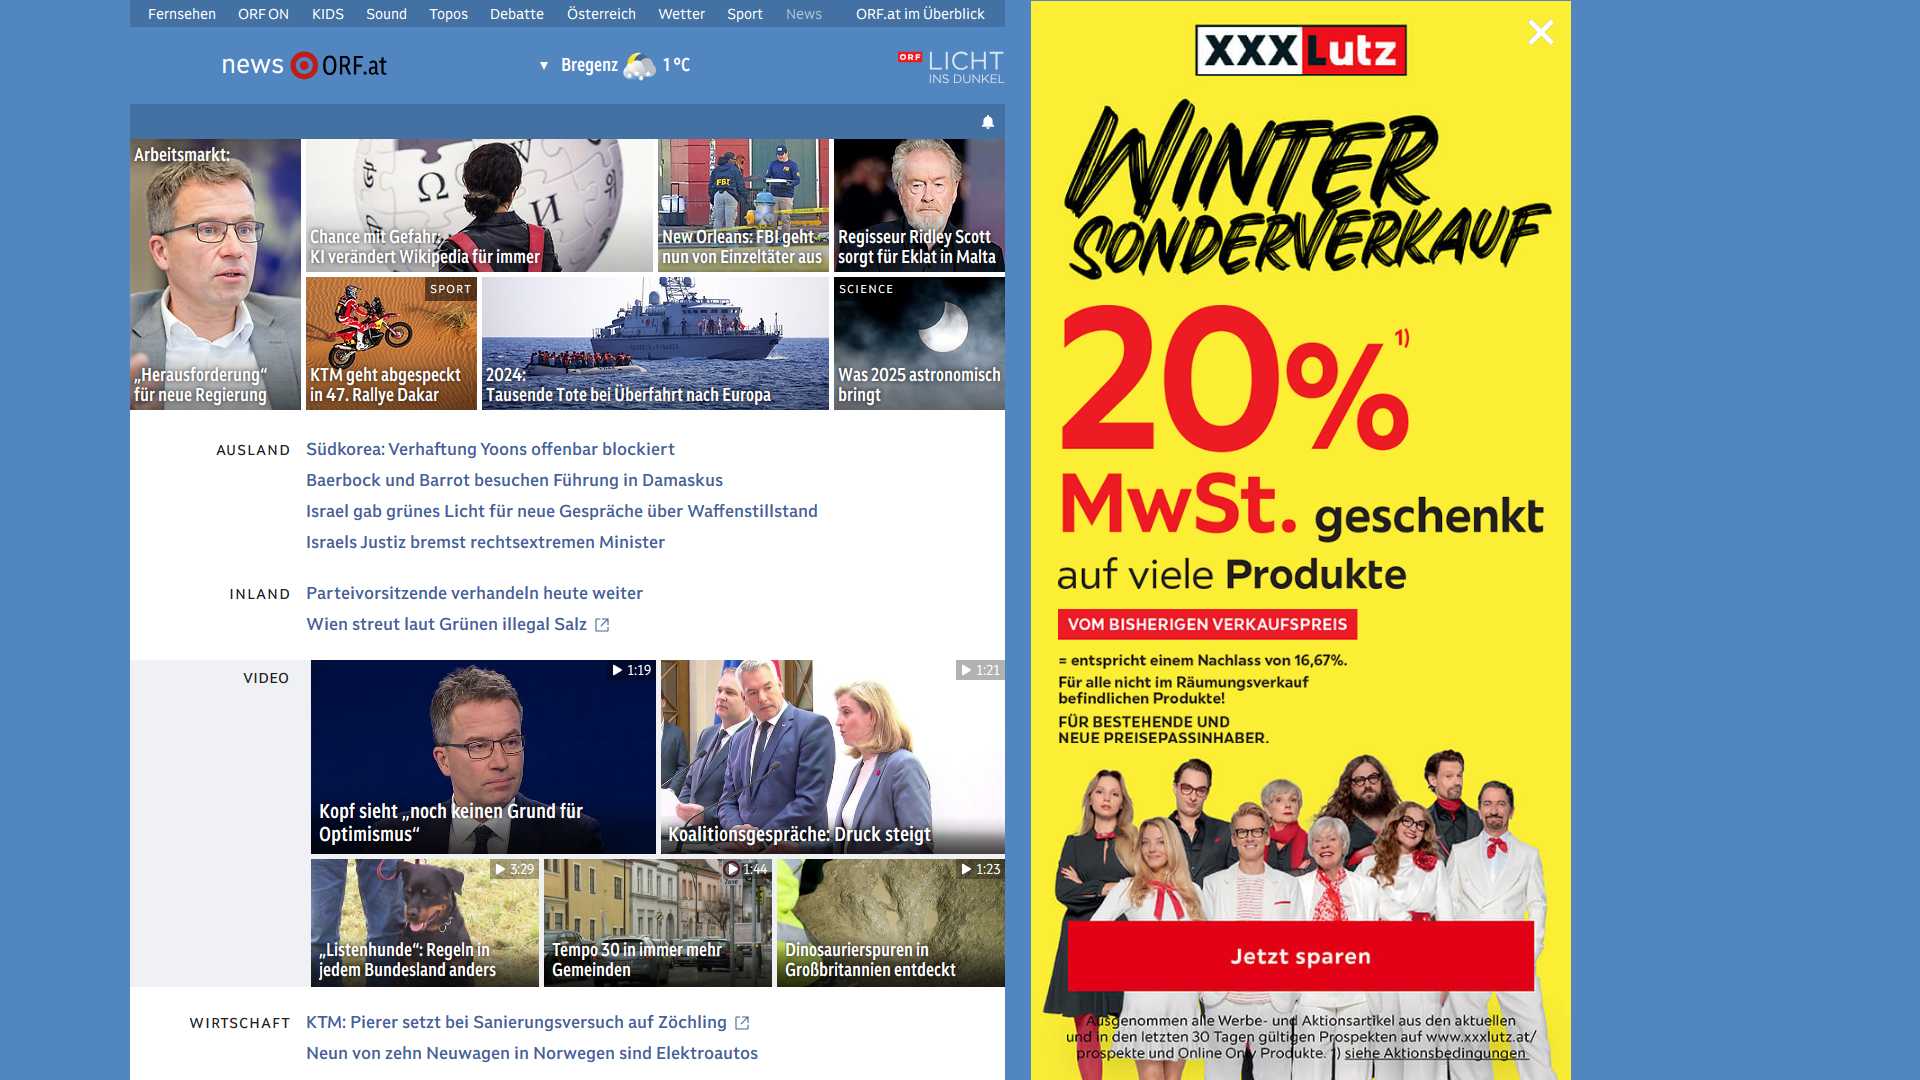 Fernsehen ORF ON KIDS Sound Topos Debatte Österreich Wetter Sport News ORF.at im Überblick
news ORF.at
Bregenz 1 °C
ORF LICHT
INS DUNKEL
Arbeitsmarkt:
„Herausforderung“
für neue Regierung
Chance mit Gefahr:
KI verändert Wikipedia für immer
FBI
New Orleans: FBI geht
nun von Einzeltäter aus
Regisseur Ridley Scott
sorgt für Eklat in Malta
SPORT
KTM geht abgespeckt
in 47. Rallye Dakar
2024:
Tausende Tote bei Überfahrt nach Europa
SCIENCE
Was 2025 astronomisch
bringt
AUSLAND
Südkorea: Verhaftung Yoons offenbar blockiert
Baerbock und Barrot besuchen Führung in Damaskus
Israel gab grünes Licht für neue Gespräche über Waffenstillstand
Israels Justiz bremst rechtsextremen Minister
INLAND
Parteivorsitzende verhandeln heute weiter
Wien streut laut Grünen illegal Salz
VIDEO
1:19
Kopf sieht „noch keinen Grund für
Optimismus“
1:21
Koalitionsgespräche: Druck steigt
3:29
„Listenhunde“: Regeln in
jedem Bundesland anders
1:44
Tempo 30 in immer mehr
Gemeinden
1:23
Dinosaurierspuren in
Großbritannien entdeckt
WIRTSCHAFT
KTM: Pierer setzt bei Sanierungsversuch auf Zöchling
Neun von zehn Neuwagen in Norwegen sind Elektroautos
XXXLutz
WINTER
SONDERVERKAUF
20% 1)
MwSt. geschenkt
auf viele Produkte
VOM BISHERIGEN VERKAUFSPREIS
= entspricht einem Nachlass von 16,67%.
Für alle nicht im Räumungsverkauf
befindlichen Produkte!
FÜR BESTEHENDE UND
NEUE PREISEPASSINHABER.
Jetzt sparen
Ausgenommen alle Werbe- und Aktionsartikel aus den aktuellen
und in den letzten 30 Tagen gültigen Prospekten auf www.xxxlutz.at/
prospekte und Online Only Produkte. 1) siehe Aktionsbedingungen